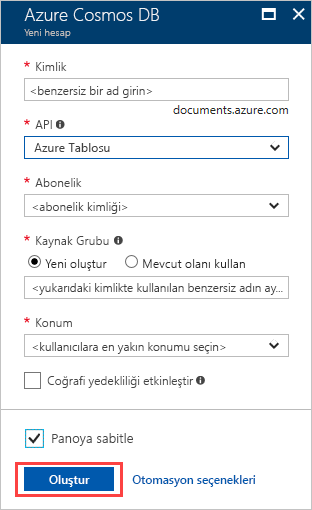 Azure Cosmos DB
Yeni hesap
* Kimlik
<benzersiz bir ad girin>
documents.azure.com
* API
Azure Tablosu
* Abonelik
<abonelik kimliği>
* Kaynak Grubu
Yeni oluştur Mevcut olanı kullan
<yukarıdaki kimlikte kullanılan benzersiz adın ay...
* Konum
<kullanıcılara en yakın konumu seçin>
Coğrafi yedekliliği etkinleştir
Panoya sabitle
Oluştur Otomasyon seçenekleri